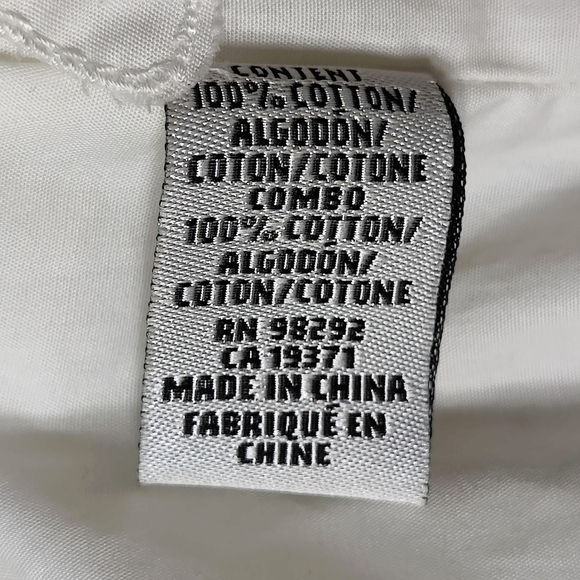 CONTENT
100% COTTON/
ALGODÓN/
COTON/COTONE
COMBO
100% COTTON/
ALGODÓN/
COTON/COTONE
RN 98292
CA 19371
MADE IN CHINA
FABRIQUÉ EN
CHINE